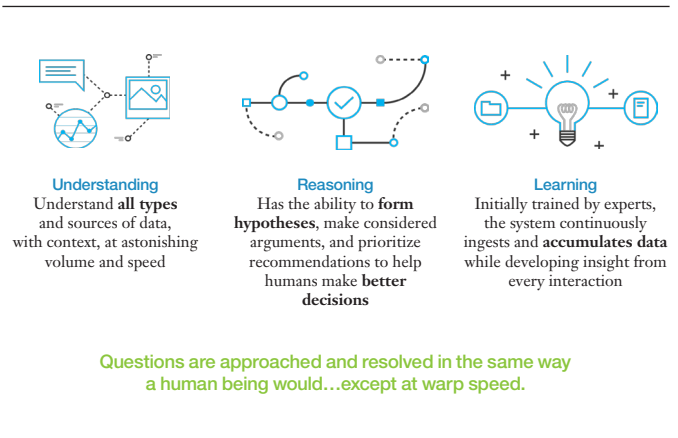 Understanding
Understand all types
and sources of data,
with context, at astonishing
volume and speed
Reasoning
Has the ability to form
hypotheses, make considered
arguments, and prioritize
recommendations to help
humans make better
decisions
Learning
Initially trained by experts,
the system continuously
ingests and accumulates data
while developing insight from
every interaction
Questions are approached and resolved in the same way
a human being would…except at warp speed.